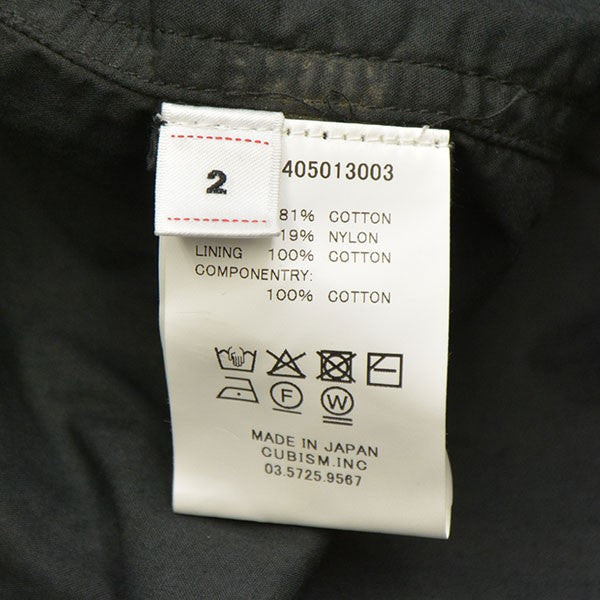 2
405013003
81% COTTON
19% NYLON
LINING 100% COTTON
COMPONENTRY:
100% COTTON
F W
MADE IN JAPAN
CUBISM.INC
03.5725.9567